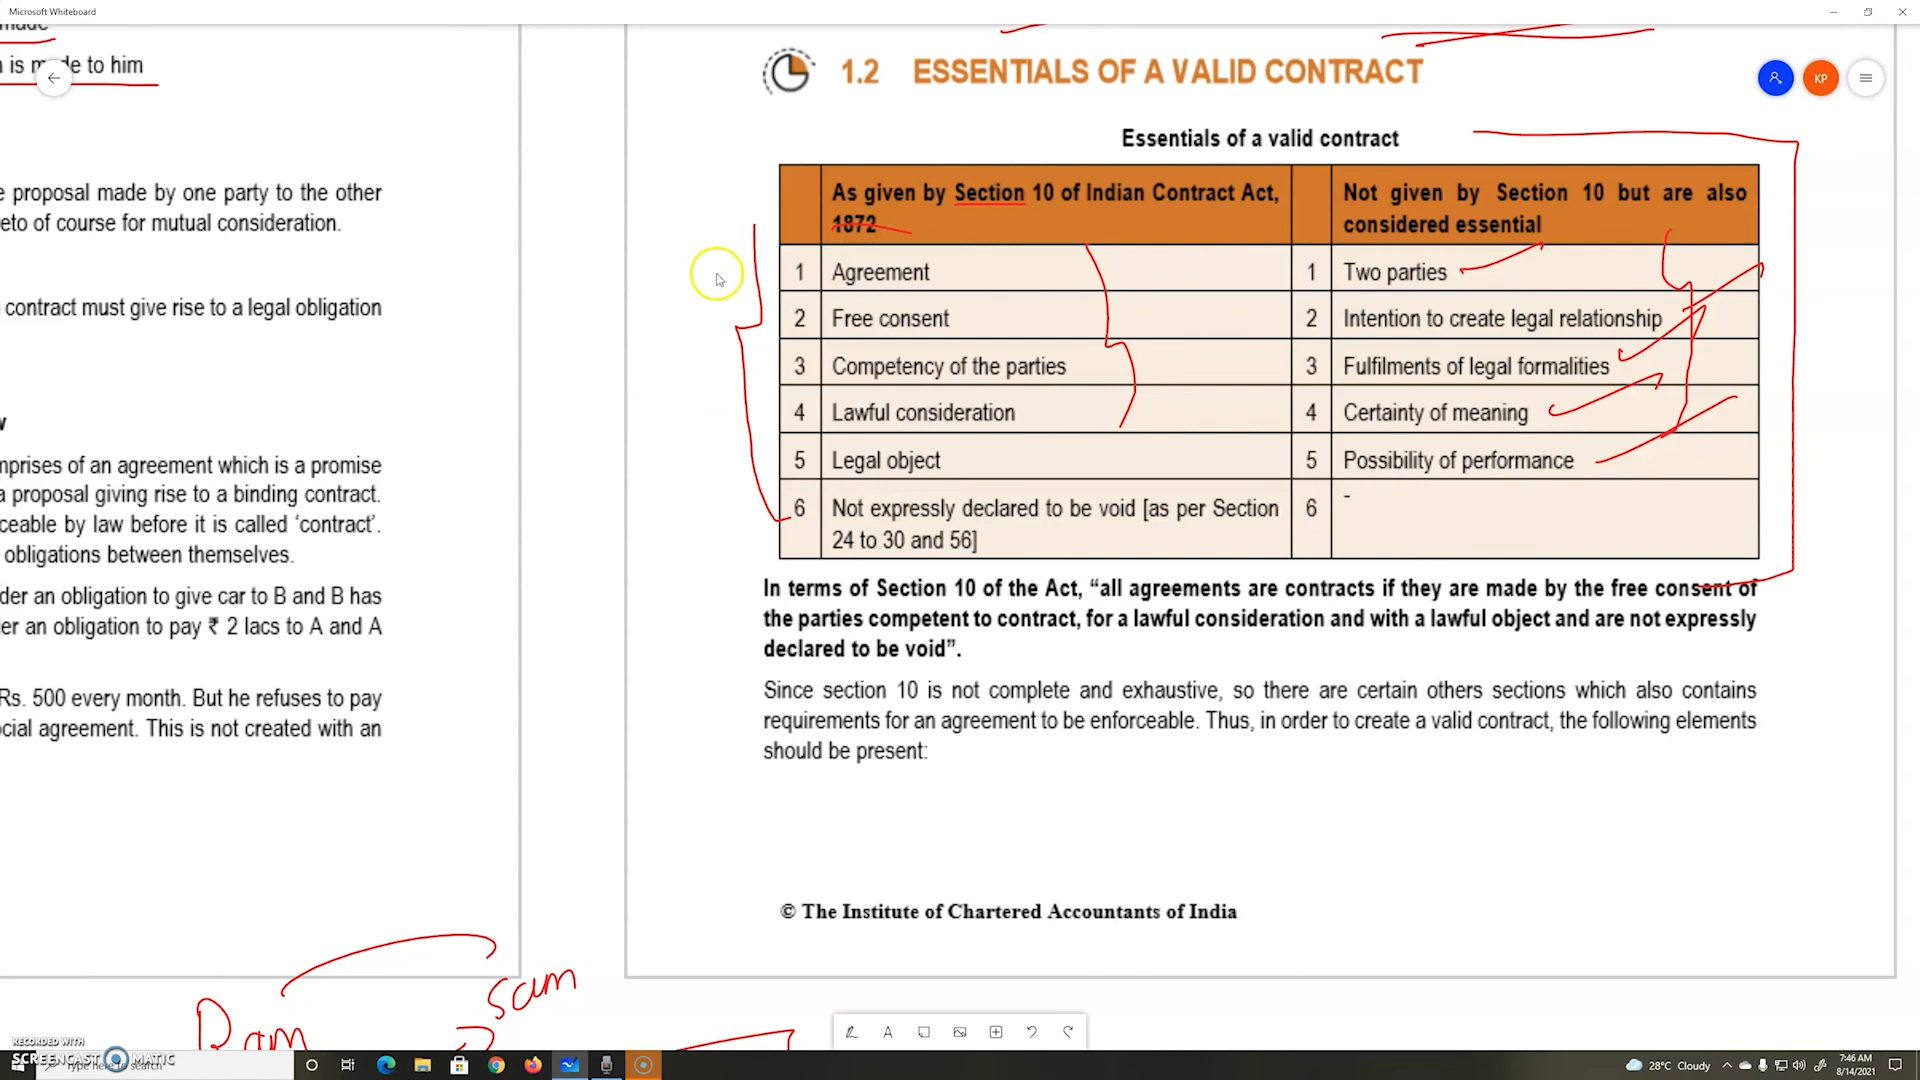 Microsoft Whiteboard
made
is made to him
proposal made by one party to the other
eto of course for mutual consideration.
contract must give rise to a legal obligation
mprises of an agreement which is a promise
a proposal giving rise to a binding contract.
ceable by law before it is called ‘contract’.
obligations between themselves.
der an obligation to give car to B and B has
er an obligation to pay ₹ 2 lacs to A and A
Rs. 500 every month. But he refuses to pay
cial agreement. This is not created with an
1.2 ESSENTIALS OF A VALID CONTRACT
KP
Essentials of a valid contract
As given by Section 10 of Indian Contract Act, 1872
Not given by Section 10 but are also considered essential
1 Agreement 1 Two parties
2 Free consent 2 Intention to create legal relationship
3 Competency of the parties 3 Fulfilments of legal formalities
4 Lawful consideration 4 Certainty of meaning
5 Legal object 5 Possibility of performance
6 Not expressly declared to be void [as per Section 6 -
24 to 30 and 56]
In terms of Section 10 of the Act, “all agreements are contracts if they are made by the free consent of
the parties competent to contract, for a lawful consideration and with a lawful object and are not expressly
declared to be void”.
Since section 10 is not complete and exhaustive, so there are certain others sections which also contains
requirements for an agreement to be enforceable. Thus, in order to create a valid contract, the following elements
should be present:
© The Institute of Chartered Accountants of India
Sam
Ram
RECORDED WITH
SCREENCAST MATIC
Type here to search
28°C Cloudy
7:46 AM
8/14/2021